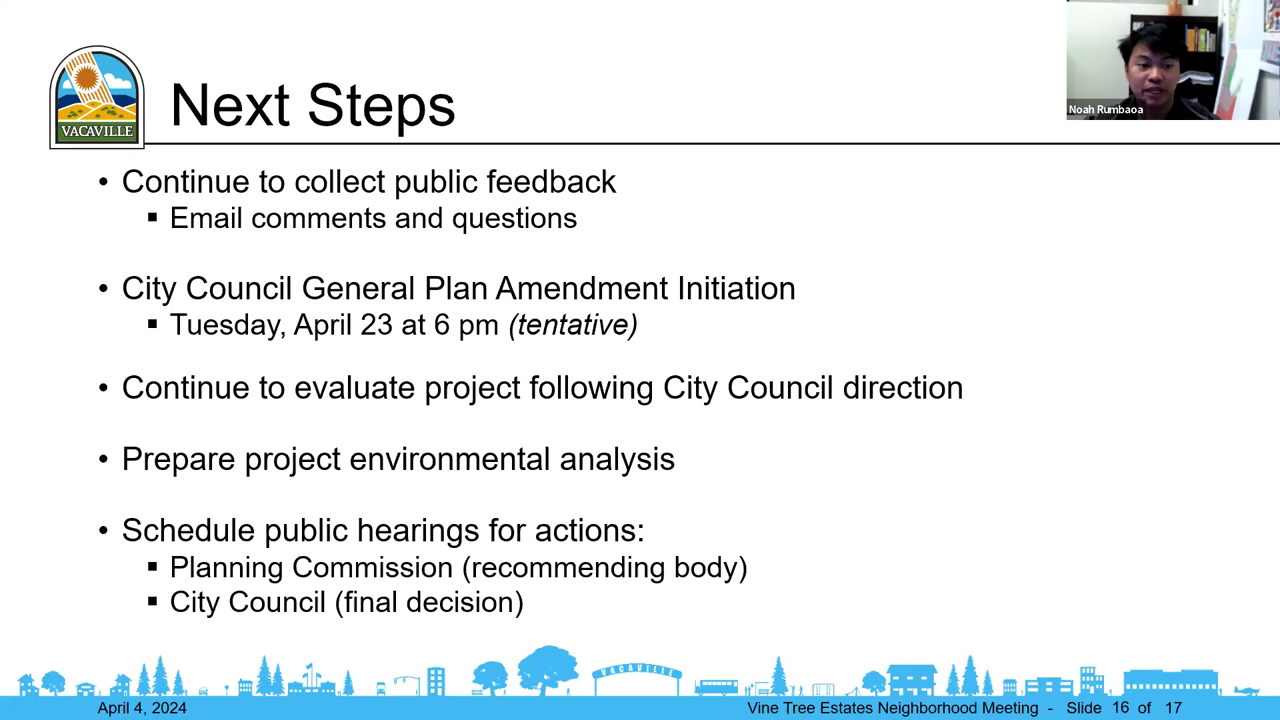 VACAVILLE
Next Steps
Noah Rumbaoa
• Continue to collect public feedback
▪ Email comments and questions
• City Council General Plan Amendment Initiation
▪ Tuesday, April 23 at 6 pm (tentative)
• Continue to evaluate project following City Council direction
• Prepare project environmental analysis
• Schedule public hearings for actions:
▪ Planning Commission (recommending body)
▪ City Council (final decision)
VACAVILLE
April 4, 2024
Vine Tree Estates Neighborhood Meeting - Slide 16 of 17